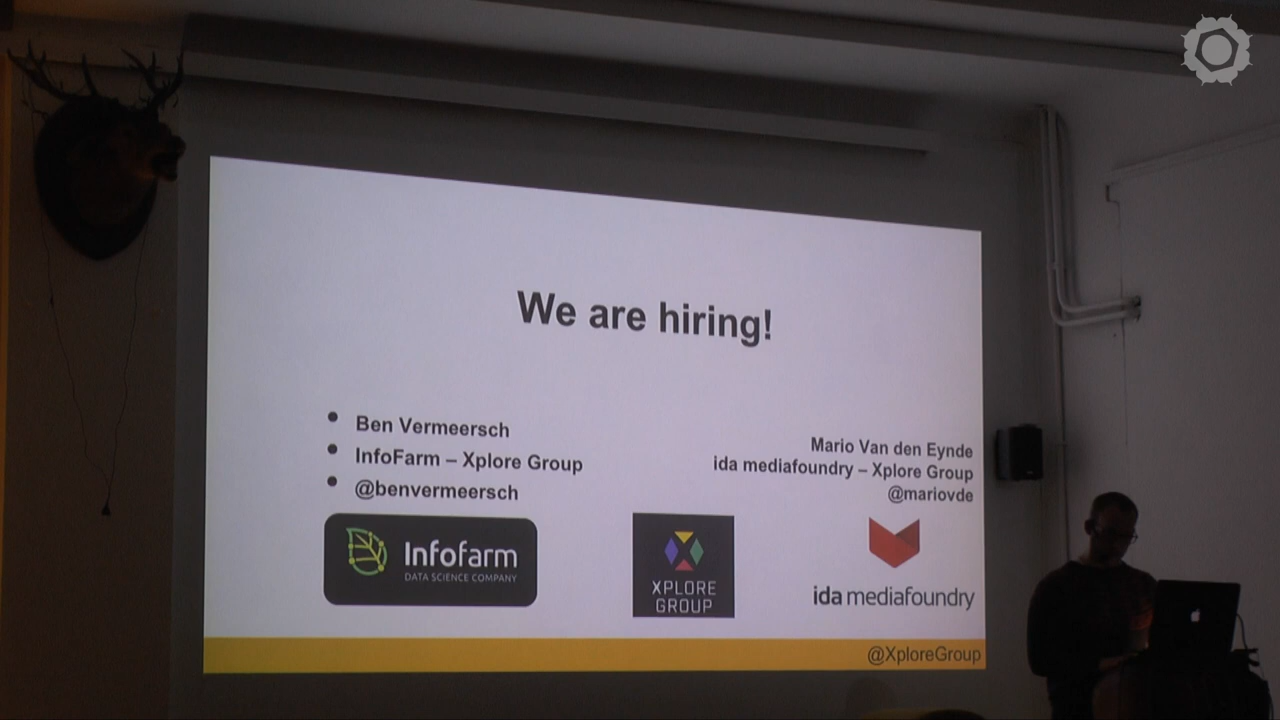 We are hiring!
Ben Vermeersch
InfoFarm – Xplore Group
@benvermeersch
Mario Van den Eynde
ida mediafoundry – Xplore Group
@mariovde
Infofarm
DATA SCIENCE COMPANY
XPLORE
GROUP
ida mediafoundry
@XploreGroup